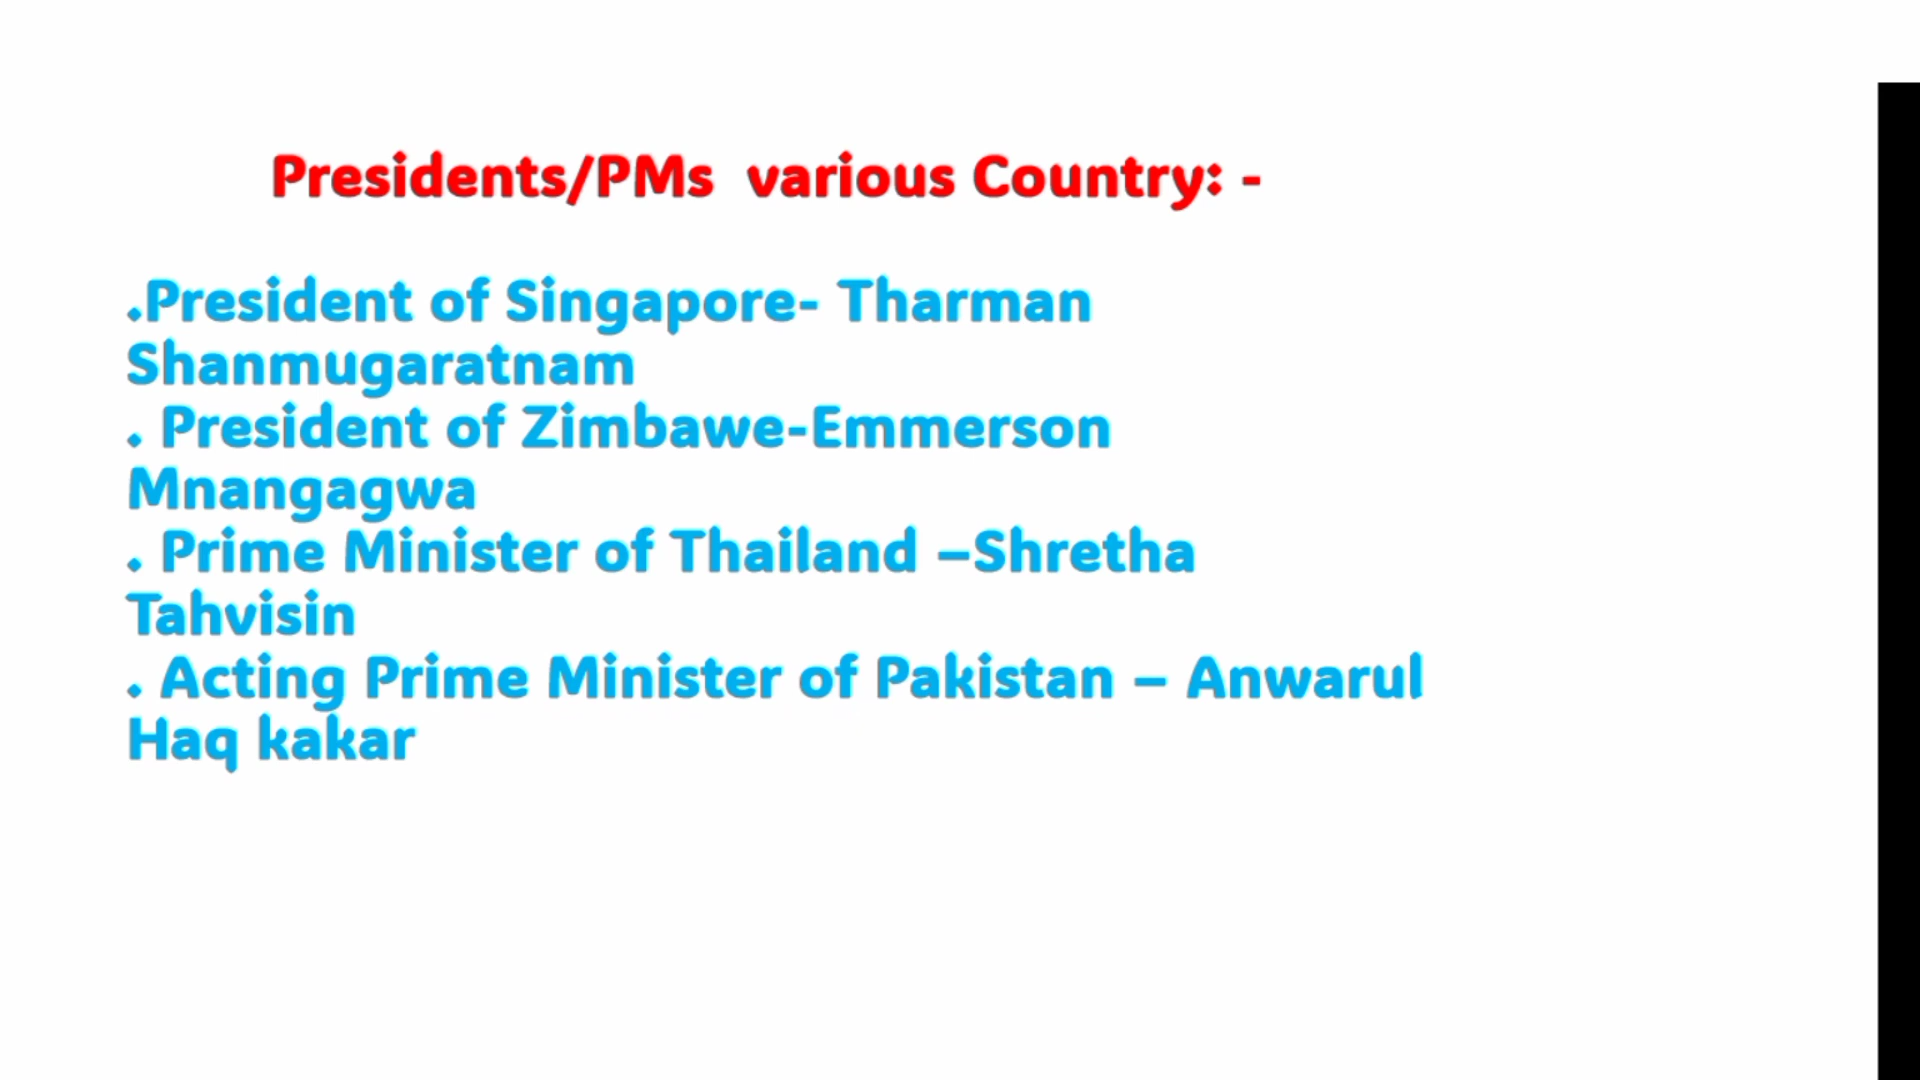 Presidents/PMs  various Country: -
.President of Singapore- Tharman
Shanmugaratnam
. President of Zimbawe-Emmerson
Mnangagwa
. Prime Minister of Thailand –Shretha
Tahvisin
. Acting Prime Minister of Pakistan – Anwarul
Haq kakar